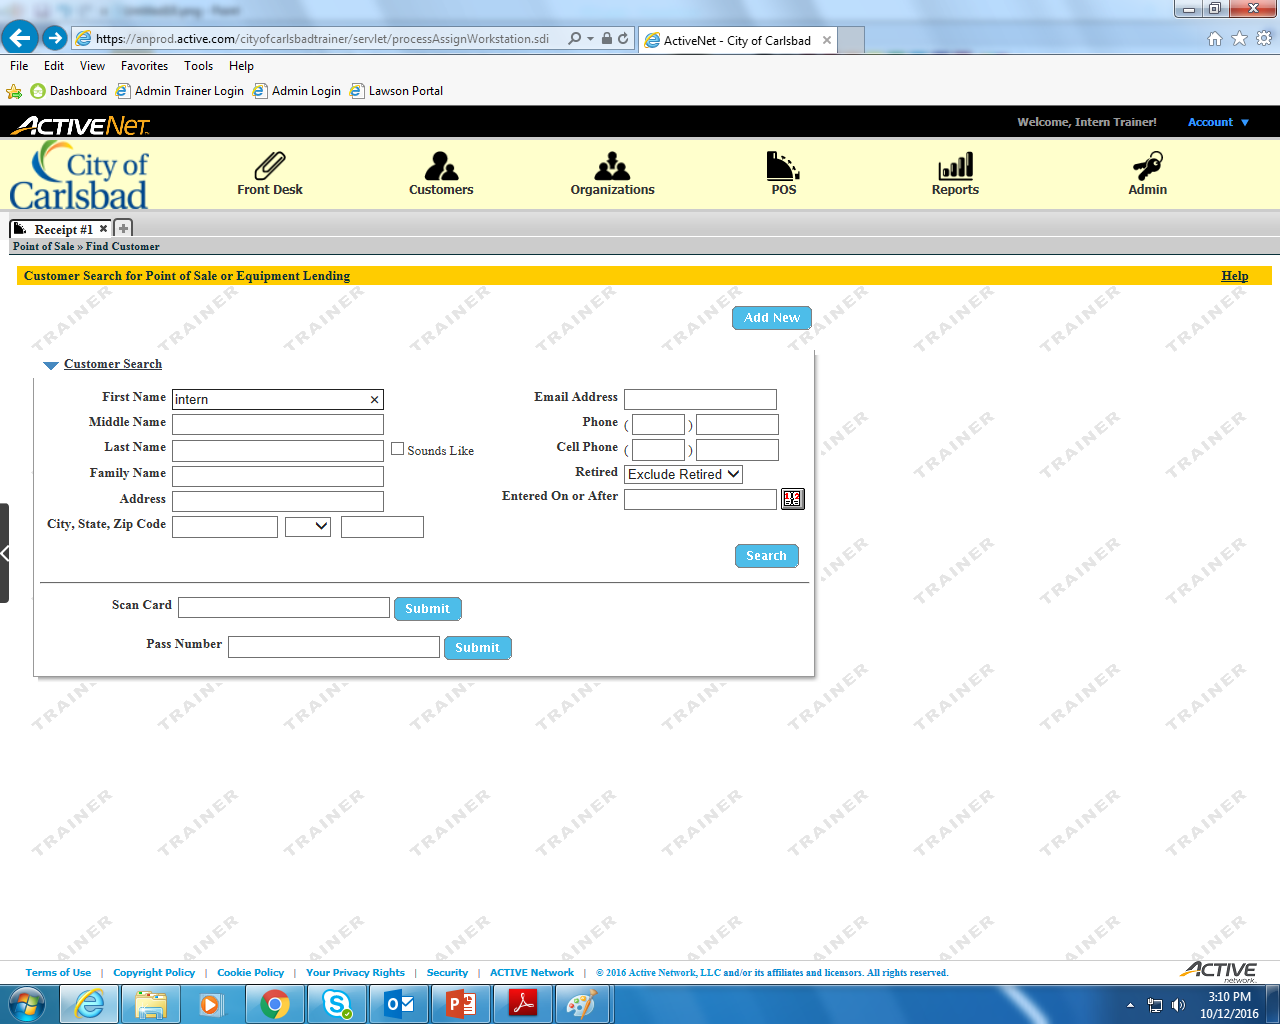 https://anprod.active.com/cityofcarlsbadtrainer/servlet/processAssignWorkstation.sdi
ActiveNet - City of Carlsbad
File Edit View Favorites Tools Help
Dashboard Admin Trainer Login Admin Login Lawson Portal
ACTIVENET
Welcome, Intern Trainer! Account
City of
Carlsbad
Front Desk Customers Organizations POS Reports Admin
Receipt #1
Point of Sale » Find Customer
Customer Search for Point of Sale or Equipment Lending Help
Add New
Customer Search
First Name intern Email Address
Middle Name Phone ( )
Last Name Sounds Like Cell Phone ( )
Family Name Retired Exclude Retired
Address Entered On or After
City, State, Zip Code
Search
Scan Card Submit
Pass Number Submit
TRAINER
Terms of Use | Copyright Policy | Cookie Policy | Your Privacy Rights | Security | ACTIVE Network | © 2016 Active Network, LLC and/or its affiliates and licensors. All rights reserved.
ACTIVE
network
3:10 PM
10/12/2016